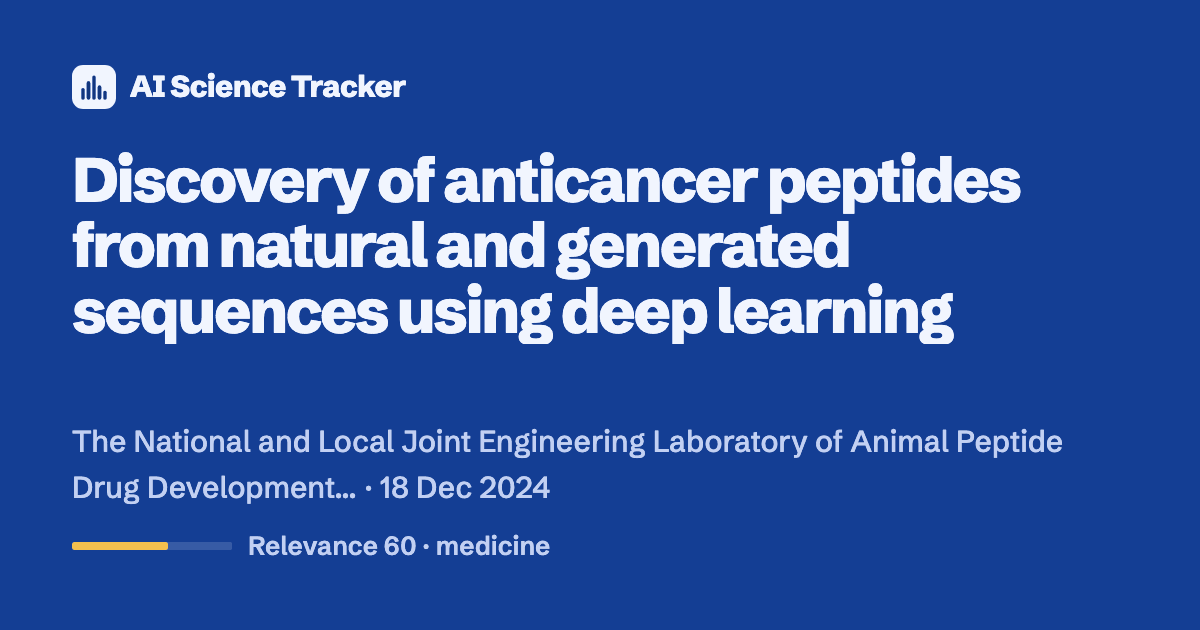 AI Science Tracker
Discovery of anticancer peptides
from natural and generated
sequences using deep learning
The National and Local Joint Engineering Laboratory of Animal Peptide
Drug Development... · 18 Dec 2024
Relevance 60 · medicine